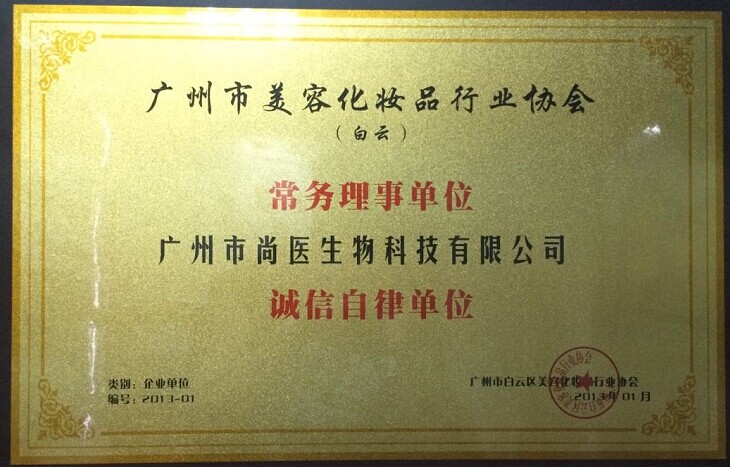 广州市美容化妆品行业协会
（白云）
常务理事单位
广州市尚医生物科技有限公司
诚信自律单位
类别：企业单位
编号：2013-01
广州市白云区美容化妆品行业协会
2013年01月